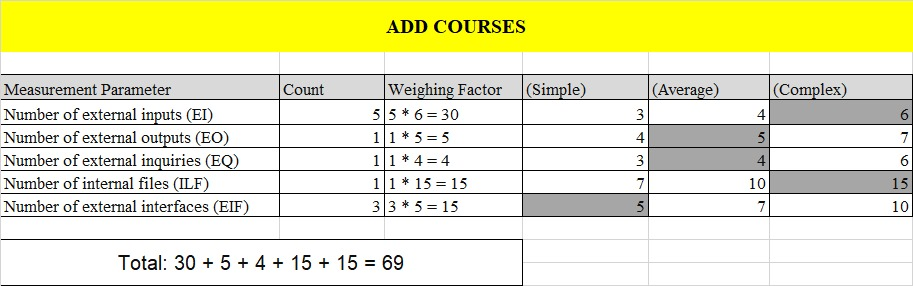 ADD COURSES
Measurement Parameter Count Weighing Factor (Simple) (Average) (Complex)
Number of external inputs (EI) 5 5 * 6 = 30 3 4 6
Number of external outputs (EO) 1 1 * 5 = 5 4 5 7
Number of external inquiries (EQ) 1 1 * 4 = 4 3 4 6
Number of internal files (ILF) 1 1 * 15 = 15 7 10 15
Number of external interfaces (EIF) 3 3 * 5 = 15 5 7 10
Total: 30 + 5 + 4 + 15 + 15 = 69